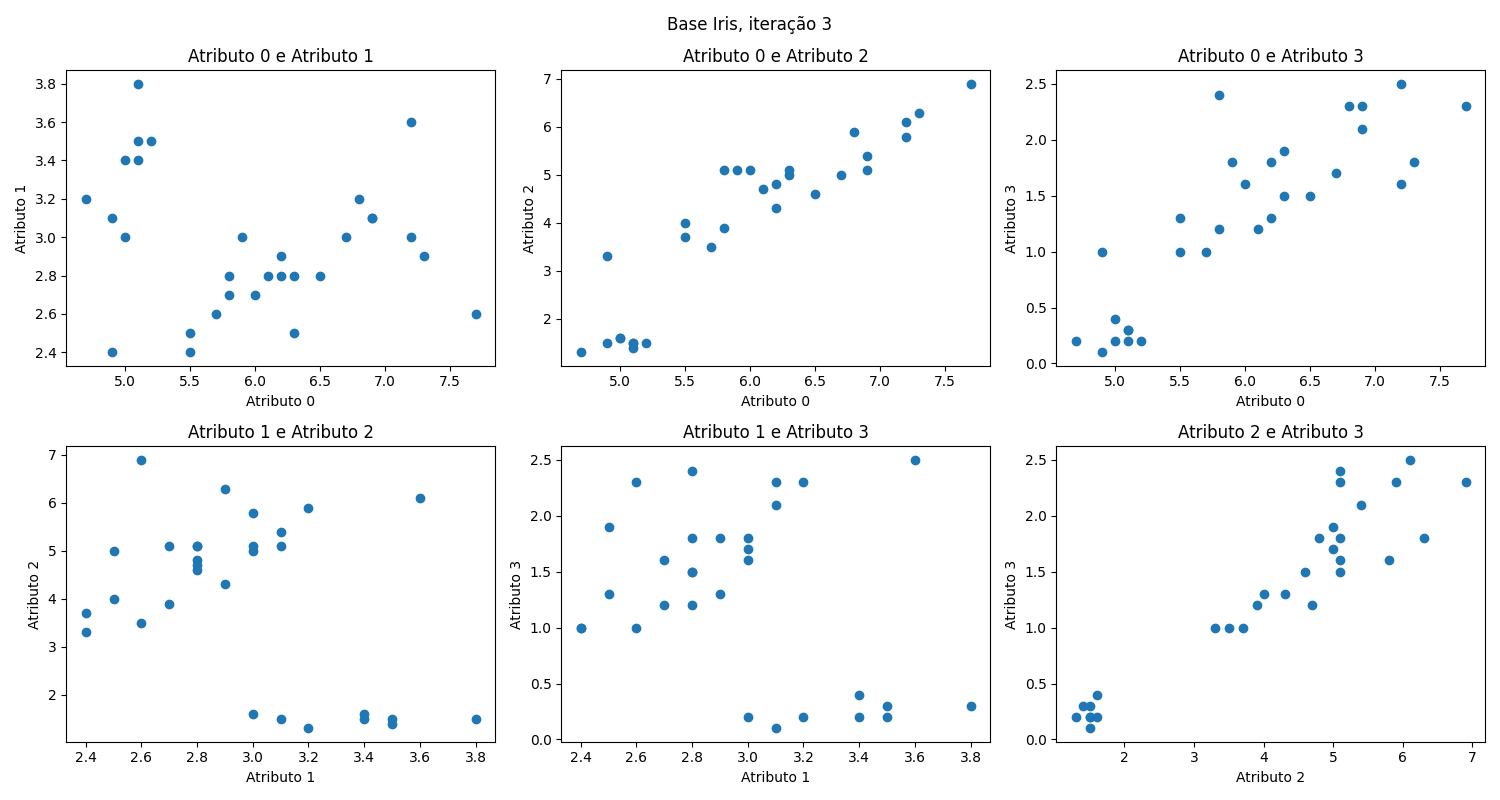 Base Iris, iteração 3
Atributo 0 e Atributo 1
3.8
3.6
3.4
3.2
3.0
2.8
2.6
2.4
Atributo 1
5.0 5.5 6.0 6.5 7.0 7.5
Atributo 0
Atributo 0 e Atributo 2
7
6
5
4
3
2
Atributo 2
5.0 5.5 6.0 6.5 7.0 7.5
Atributo 0
Atributo 0 e Atributo 3
2.5
2.0
1.5
1.0
0.5
0.0
Atributo 3
5.0 5.5 6.0 6.5 7.0 7.5
Atributo 0
Atributo 1 e Atributo 2
7
6
5
4
3
2
Atributo 2
2.4 2.6 2.8 3.0 3.2 3.4 3.6 3.8
Atributo 1
Atributo 1 e Atributo 3
2.5
2.0
1.5
1.0
0.5
0.0
Atributo 3
2.4 2.6 2.8 3.0 3.2 3.4 3.6 3.8
Atributo 1
Atributo 2 e Atributo 3
2.5
2.0
1.5
1.0
0.5
0.0
Atributo 3
2 3 4 5 6 7
Atributo 2